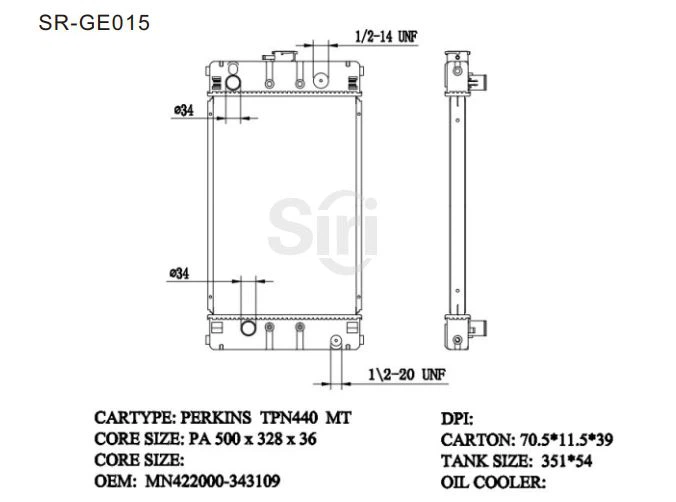 SR-GE015
1/2-14 UNF
ø34
Siri
ø34
1\2-20 UNF
CARTYPE: PERKINS TPN440 MT
CORE SIZE: PA 500 x 328 x 36
CORE SIZE:
OEM: MN422000-343109
DPI:
CARTON: 70.5*11.5*39
TANK SIZE: 351*54
OIL COOLER: